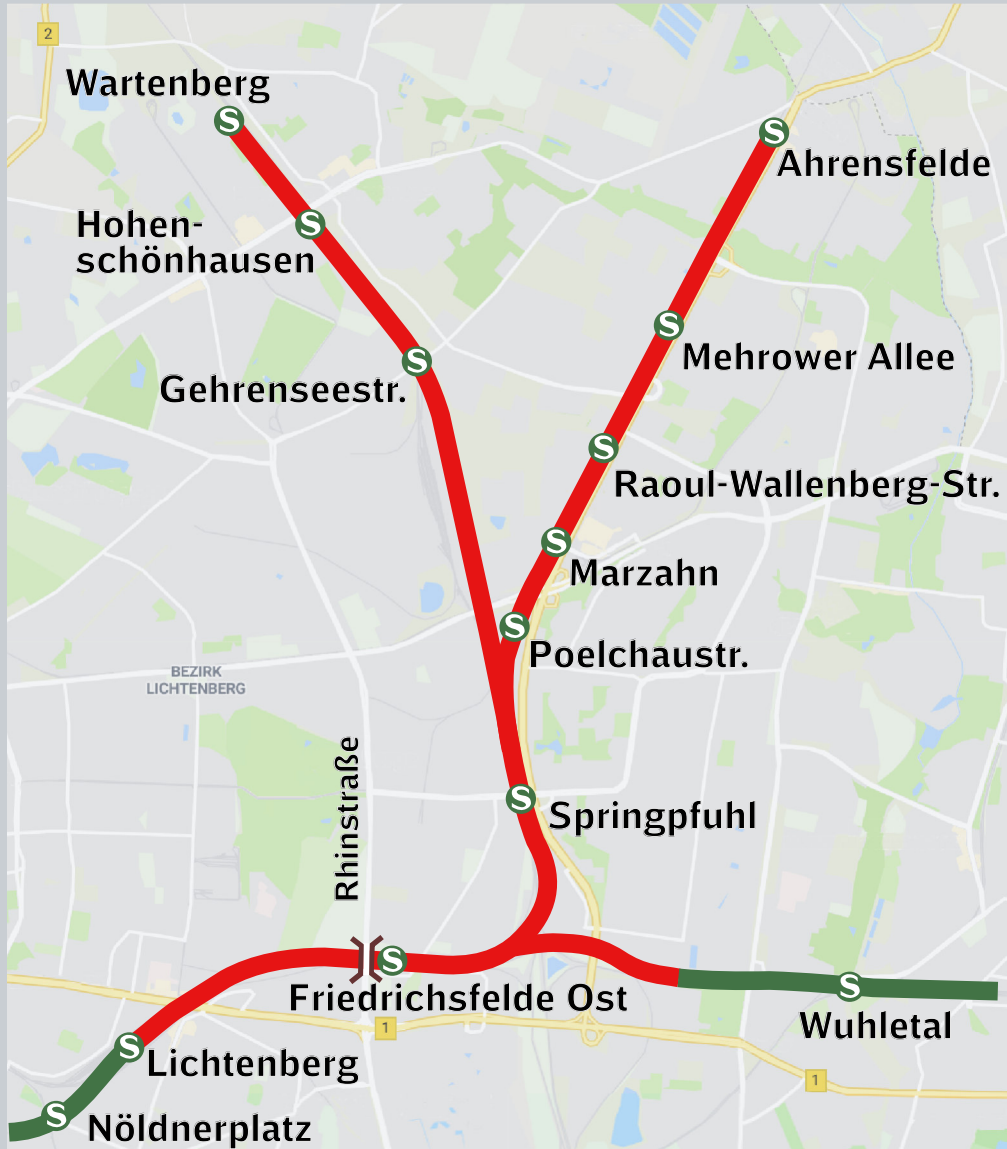 2
Wartenberg
S
S
Ahrensfelde
Hohen-
schönhausen
S
S
Mehrower Allee
S
Gehrenseestr.
S
Raoul-Wallenberg-Str.
S
Marzahn
S
Poelchaustr.
BEZIRK
LICHTENBERG
Rhinstraße
S
Springpfuhl
S
Friedrichsfelde Ost
S
Wuhletal
1
S
Lichtenberg
1
S
Nöldnerplatz